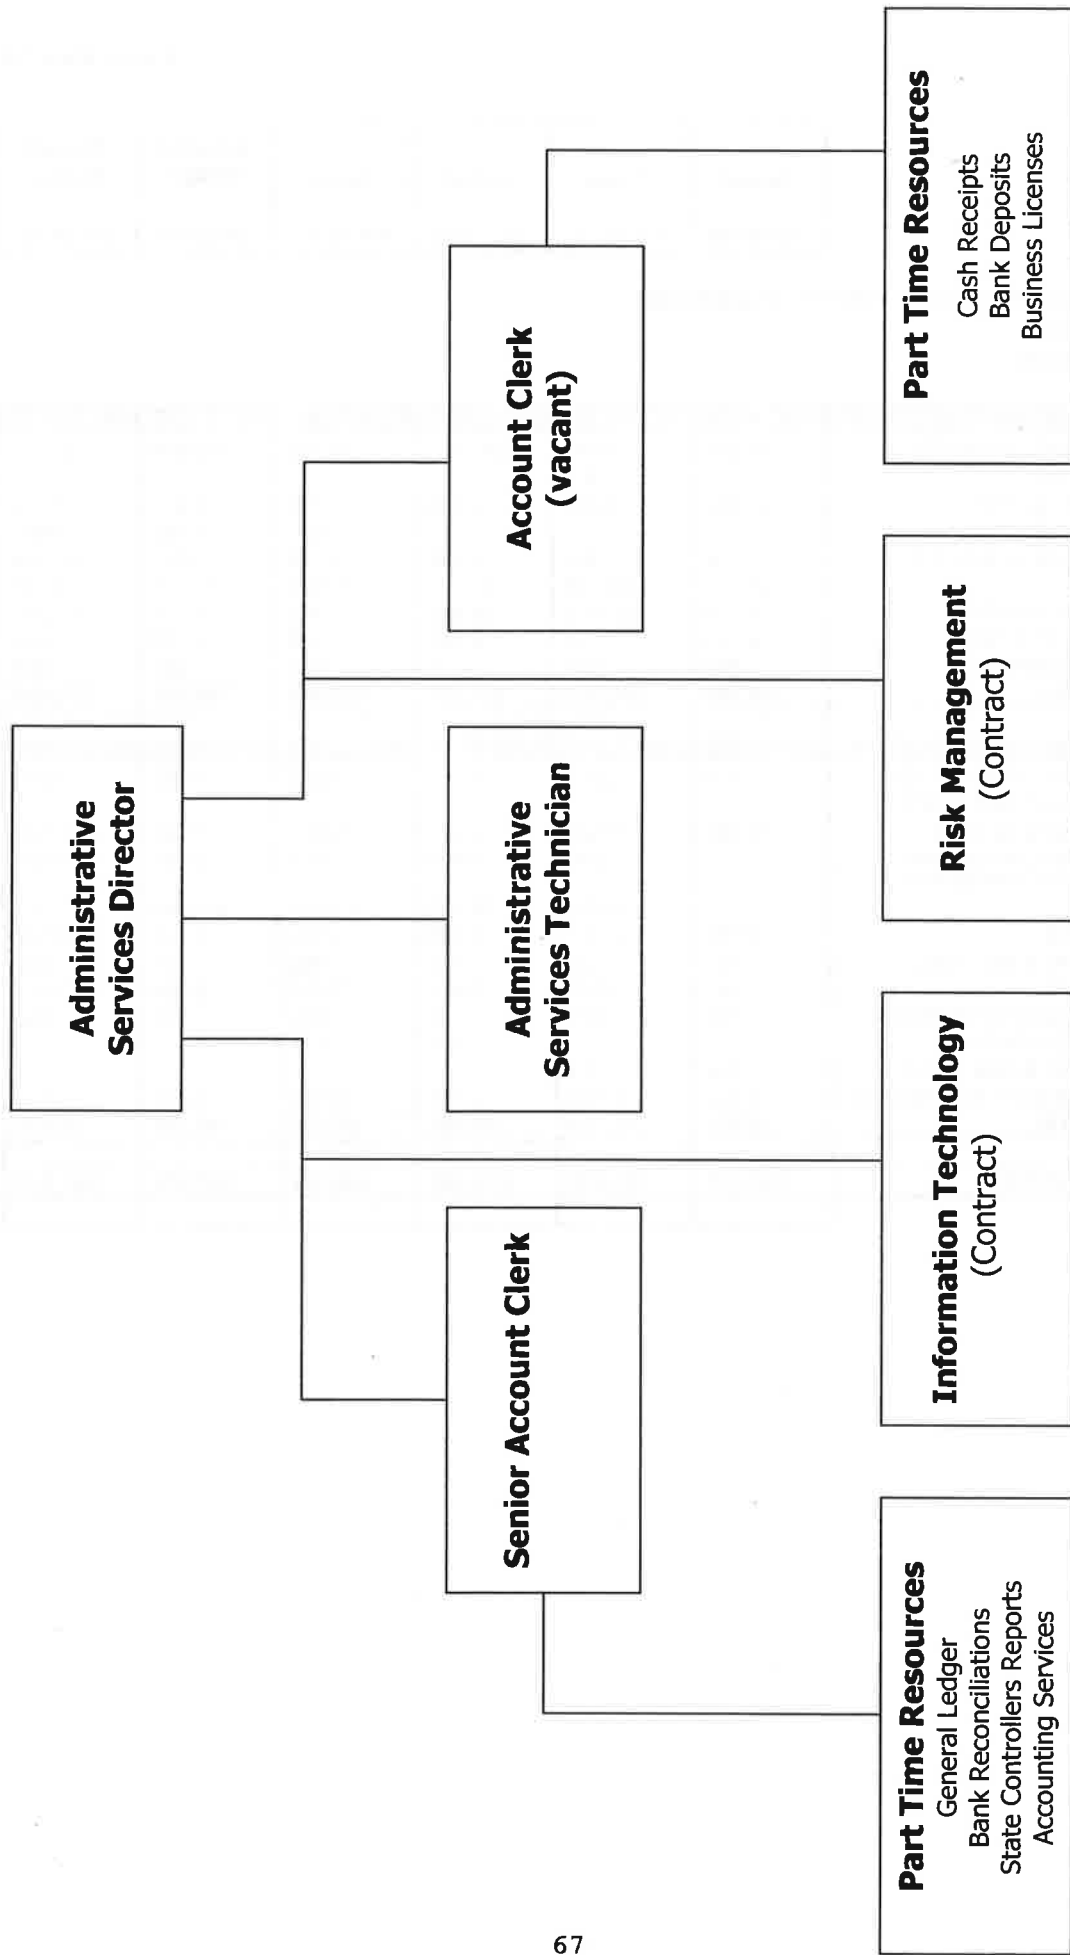 Administrative
Services Director
Senior Account Clerk
Administrative
Services Technician
Account Clerk
(vacant)
Part Time Resources
General Ledger
Bank Reconciliations
State Controllers Reports
Accounting Services
Information Technology
(Contract)
Risk Management
(Contract)
Part Time Resources
Cash Receipts
Bank Deposits
Business Licenses
67